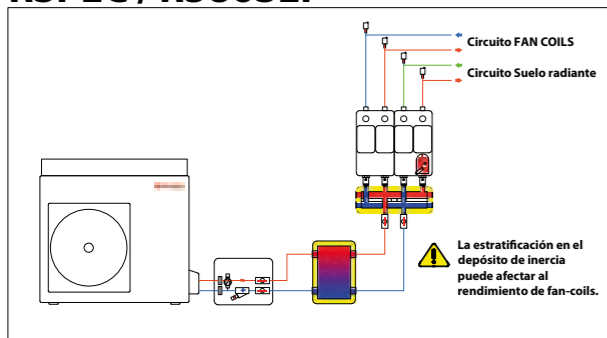 Circuito FAN COILS
Circuito Suelo radiante
La estratificación en el
depósito de inercia
puede afectar al
rendimiento de fan-coils.